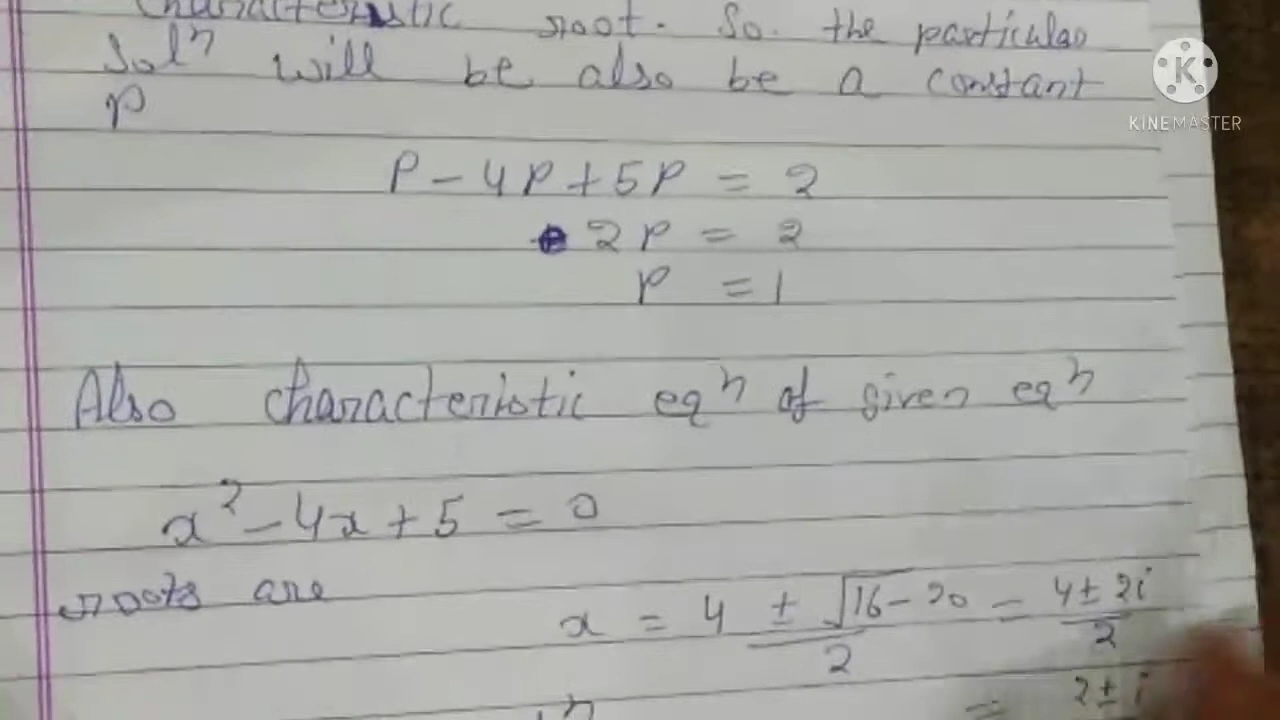 characteristic root. So the particular
Solⁿ will be also be a constant
P
P - 4P + 5P = 2
2P = 2
P = 1
Also characteristic eqⁿ of given eqⁿ
x² - 4x + 5 = 0
roots are
x = 4 ± √16 - 20 / 2 = 4 ± 2i / 2
= 2 ± i
KINEMASTER